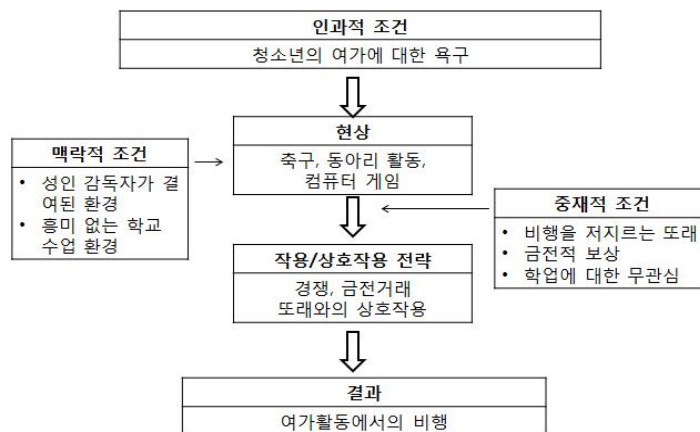 인과적 조건
청소년의 여가에 대한 욕구
현상
축구, 동아리 활동,
컴퓨터 게임
맥락적 조건
• 성인 감독자가 결
여된 환경
• 흥미 없는 학교
수업 환경
중재적 조건
• 비행을 저지르는 또래
• 금전적 보상
• 학업에 대한 무관심
작용/상호작용 전략
경쟁, 금전거래
또래와의 상호작용
결과
여가활동에서의 비행